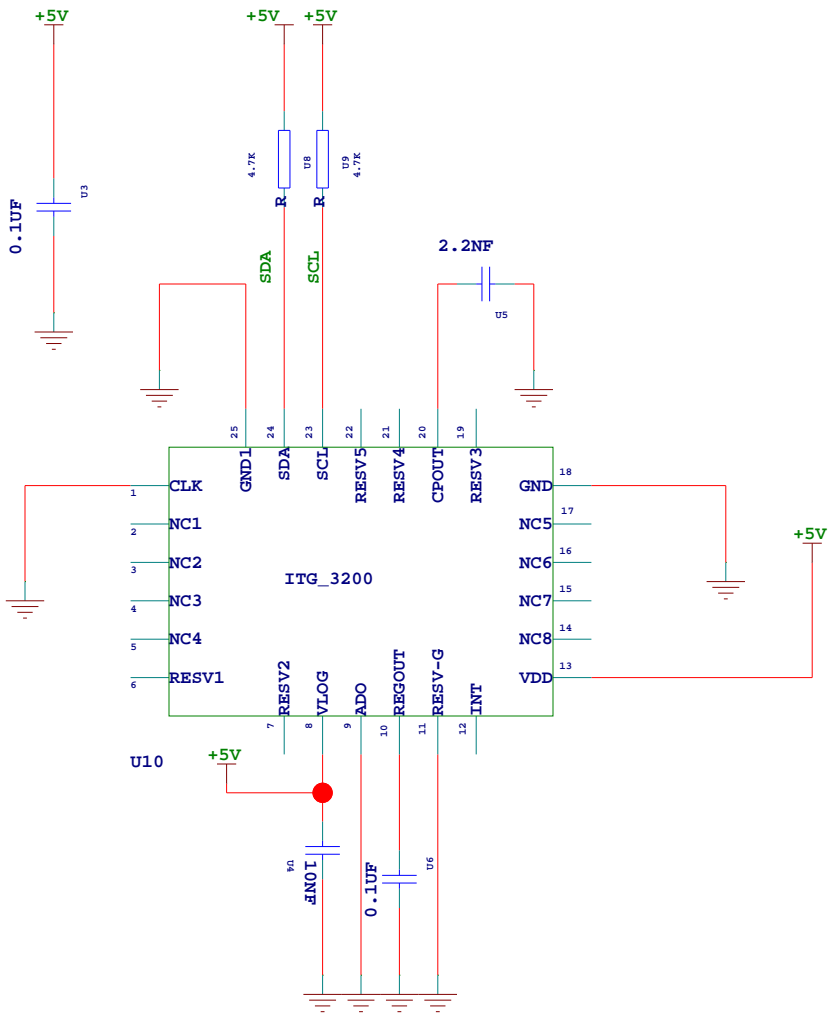 +5V
+5V
+5V
4.7K
U8
U9
4.7K
R
R
U3
0.1UF
SDA
SCL
2.2NF
U5
25
24
23
22
21
20
19
GND1
SDA
SCL
RESV5
RESV4
CPOUT
RESV3
1
CLK
2
NC1
3
NC2
4
NC3
5
NC4
6
RESV1
ITG_3200
GND
18
NC5
17
NC6
16
NC7
15
NC8
14
VDD
13
+5V
RESV2
VLOG
ADO
REGOUT
RESV-G
INT
7
8
9
10
11
12
U10
+5V
U4
10NF
0.1UF
U6